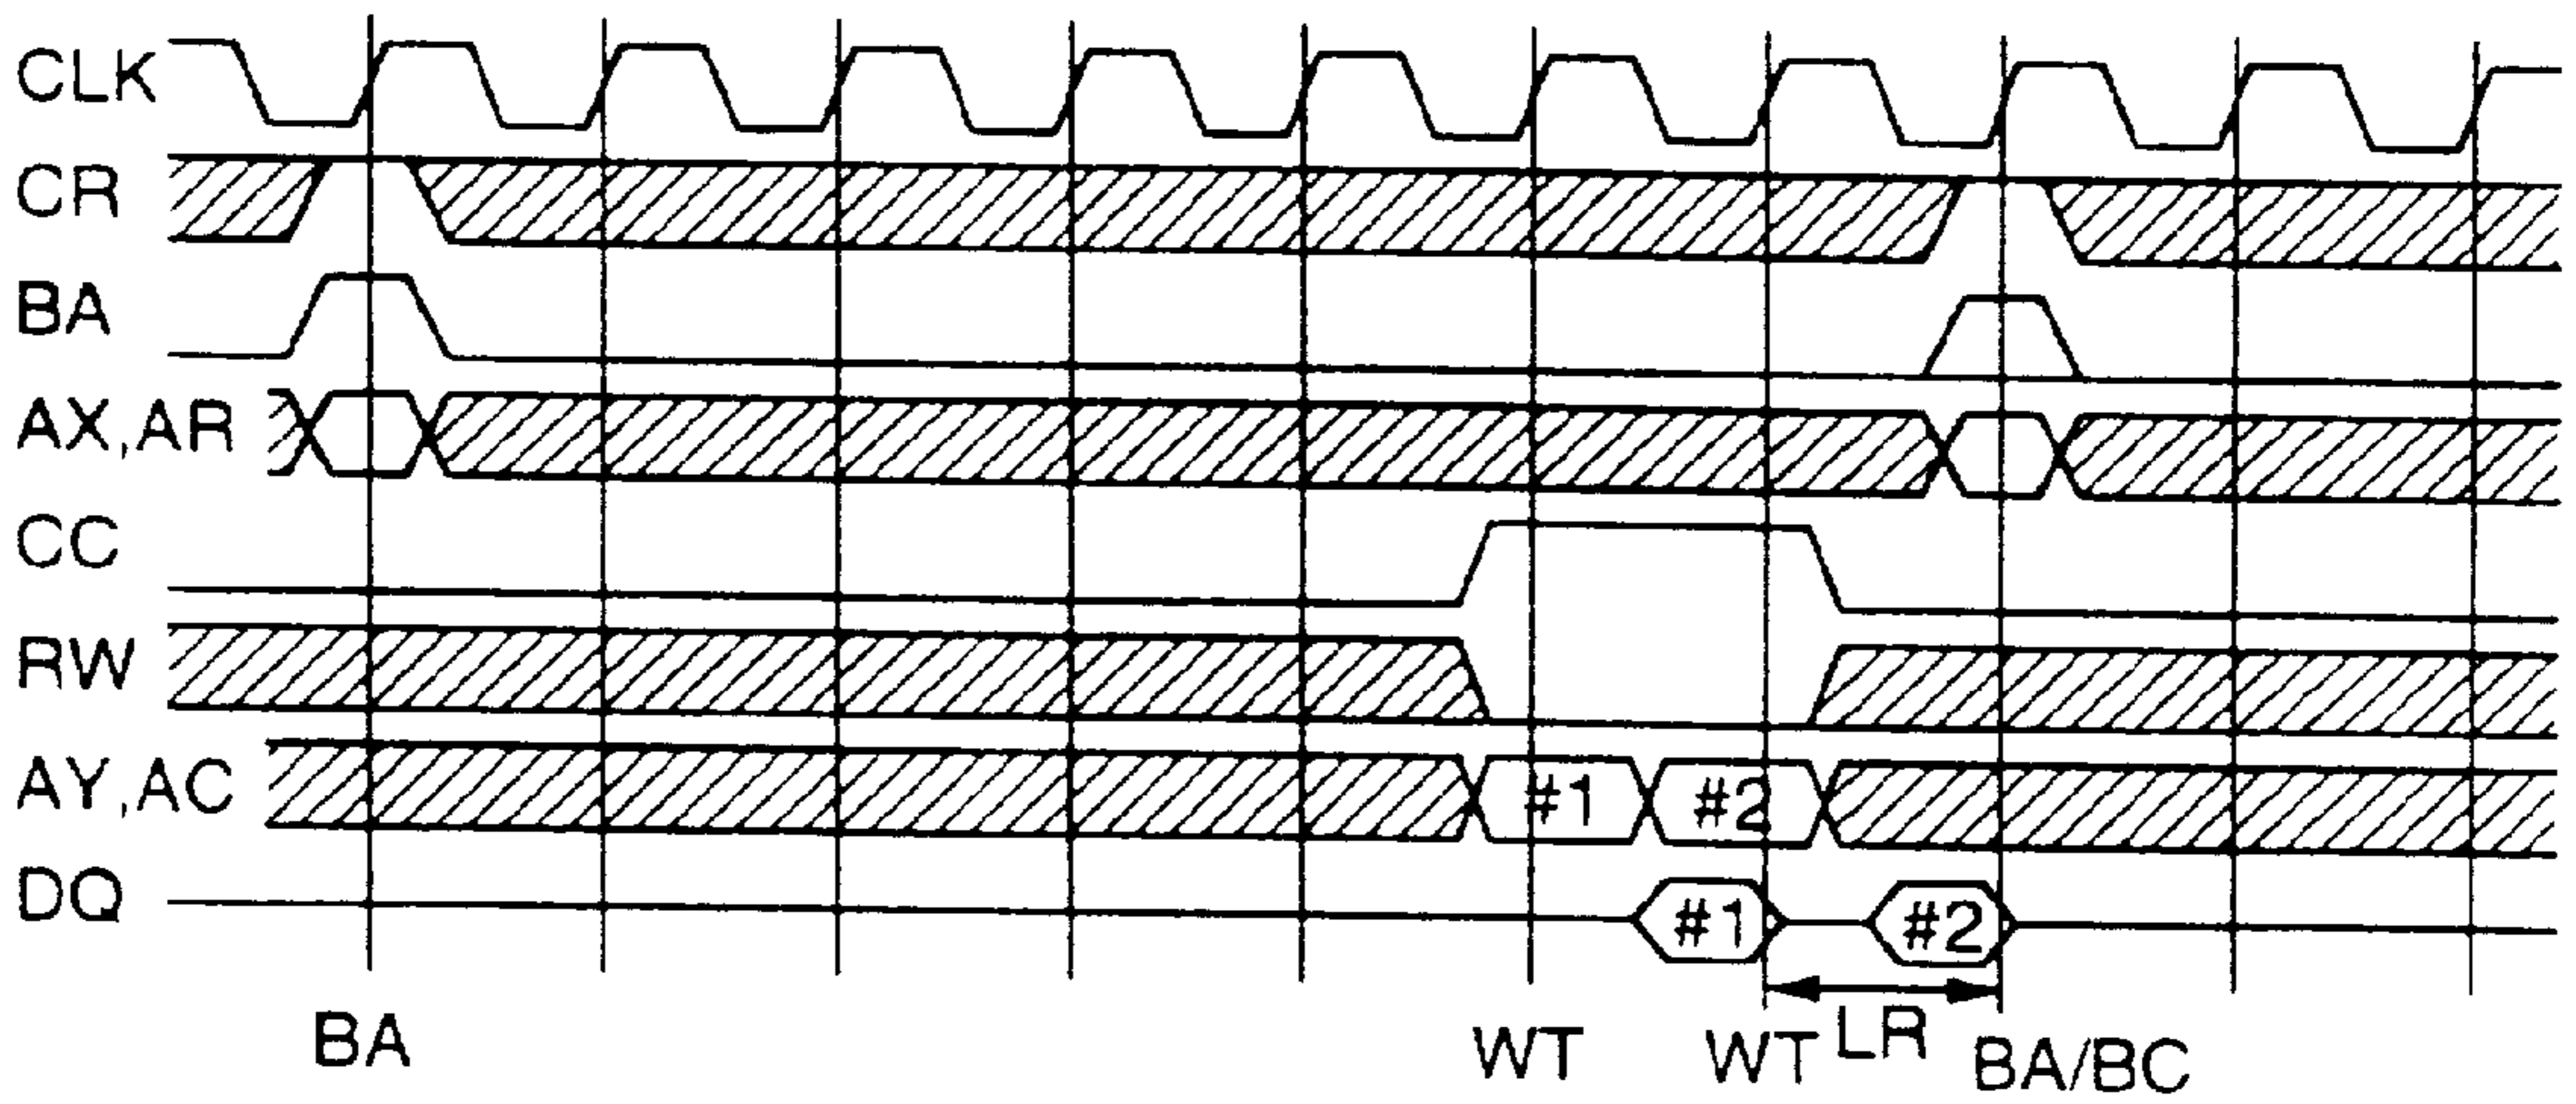 CLK
CR
BA
AX,AR
CC
RW
AY,AC #1 #2
DQ #1 #2
BA WT WT LR BA/BC